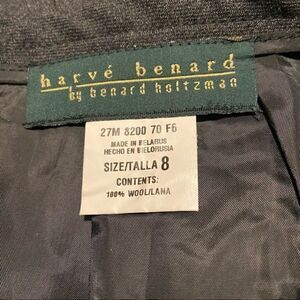 harvé benard
by benard holtzman
27M 8200 70 F6
MADE IN BELARUS
HECHO EN BIELORUSIA
SIZE/TALLA 8
CONTENTS:
100% WOOL/LANA